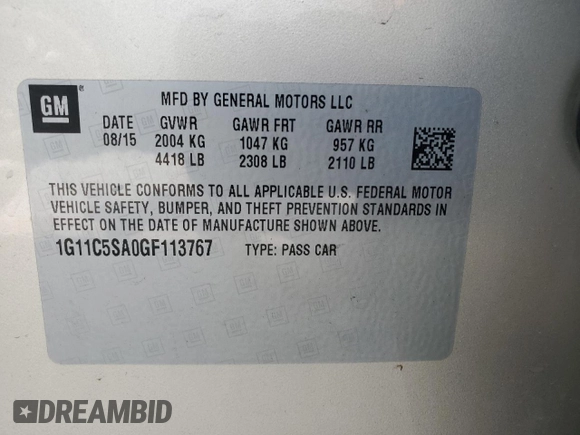 GM
MFD BY GENERAL MOTORS LLC
DATE GVWR GAWR FRT GAWR RR
08/15 2004 KG 1047 KG 957 KG
4418 LB 2308 LB 2110 LB
THIS VEHICLE CONFORMS TO ALL APPLICABLE U.S. FEDERAL MOTOR
VEHICLE SAFETY, BUMPER, AND THEFT PREVENTION STANDARDS IN
EFFECT ON THE DATE OF MANUFACTURE SHOWN ABOVE.
1G11C5SA0GF113767 TYPE: PASS CAR
DREAMBID